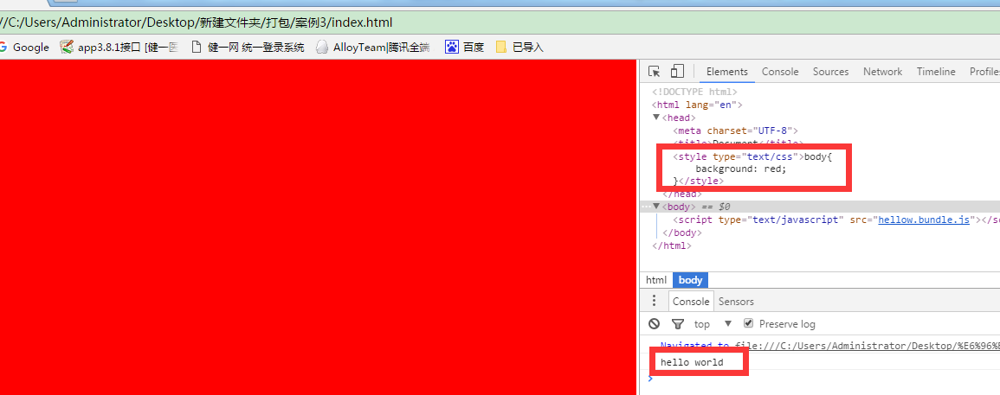 //C:/Users/Administrator/Desktop/新建文件夹/打包/案例3/index.html
Google app3.8.1接口 [健一 健一网 统一登录系统 AlloyTeam|腾讯全端 百度 已导入
Elements Console Sources Network Timeline Profiles
<!DOCTYPE html>
<html lang="en">
▼<head>
<meta charset="UTF-8">
<title>Document</title>
<style type="text/css">body{
background: red;
}</style>
</head>
…▼<body> == $0
<script type="text/javascript" src="hellow.bundle.js"></sc
</body>
</html>
html body
Console Sensors
top ▼ Preserve log
Navigated to file:///C:/Users/Administrator/Desktop/%E6%96%B
hello world
>